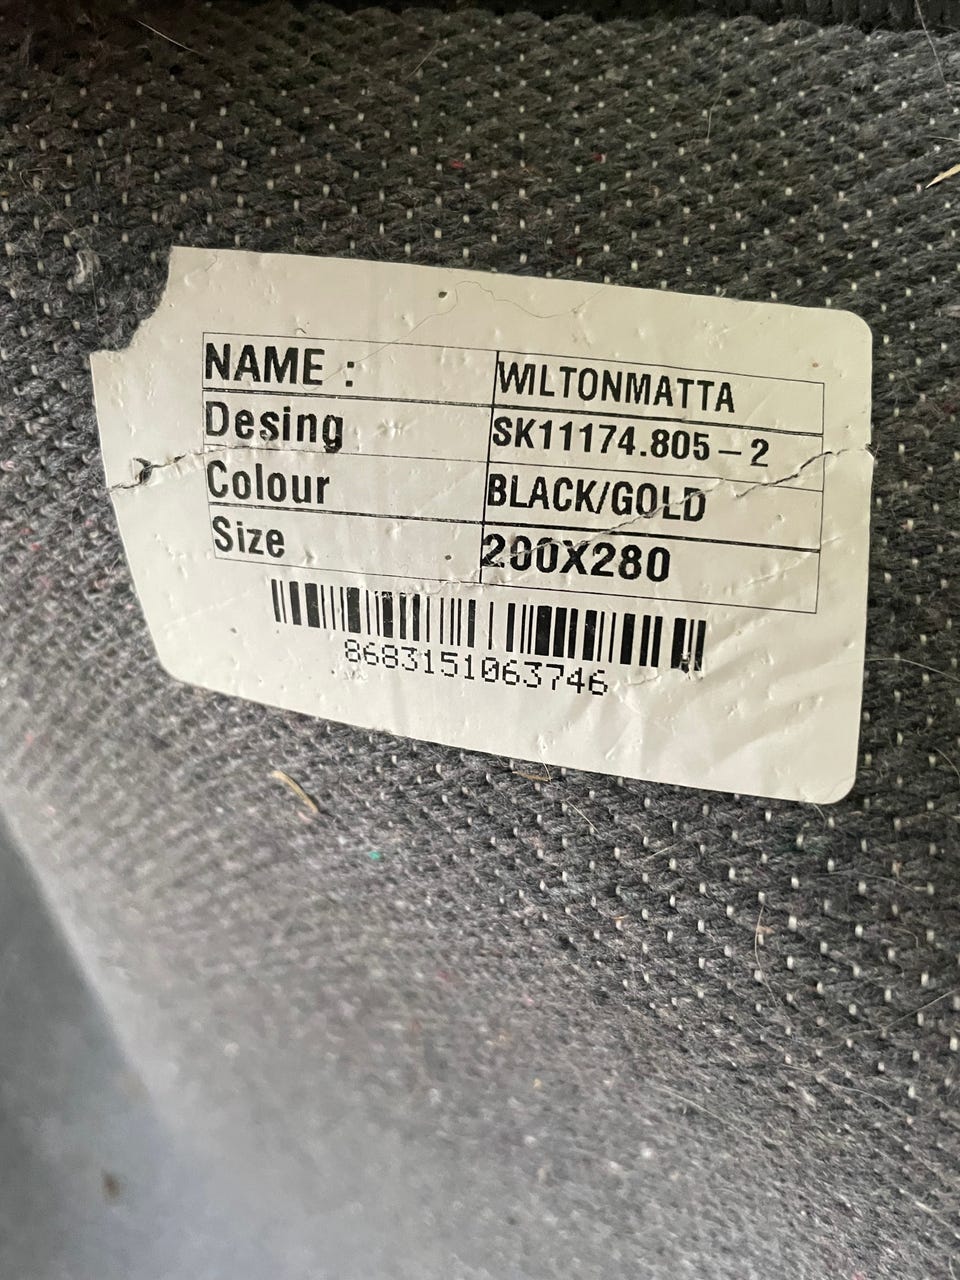 NAME : WILTONMATTA
Desing SK11174.805-2
Colour BLACK/GOLD
Size 200X280
8683151063746